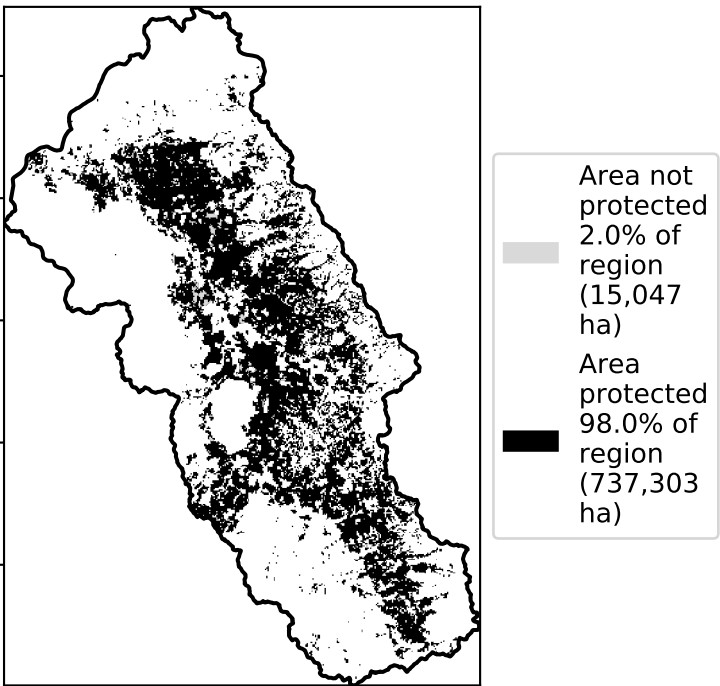 Area not
protected
2.0% of
region
(15,047
ha)
Area
protected
98.0% of
region
(737,303
ha)